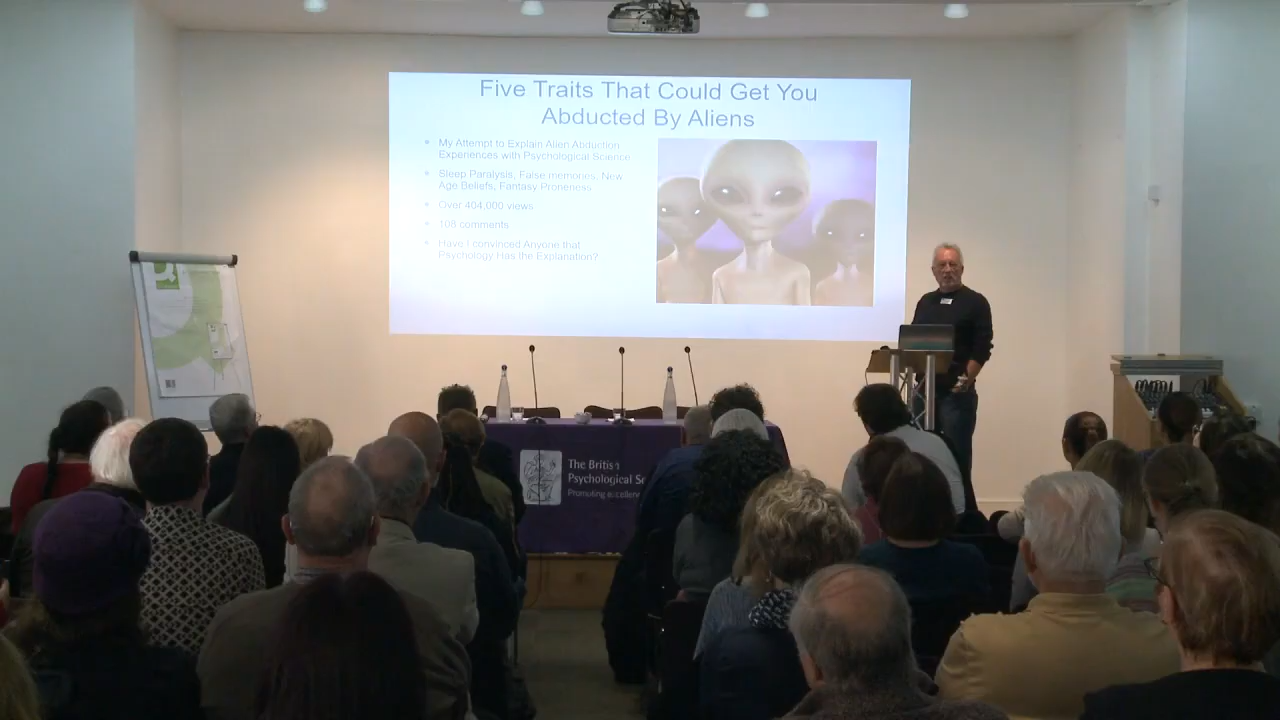 Five Traits That Could Get You
Abducted By Aliens
My Attempt to Explain Alien Abduction
Experiences with Psychological Science
Sleep Paralysis, False memories, New
Age Beliefs, Fantasy Proneness
Over 404,000 views
108 comments
Have I convinced Anyone that
Psychology Has the Explanation?
The British
Psychological
Promoting